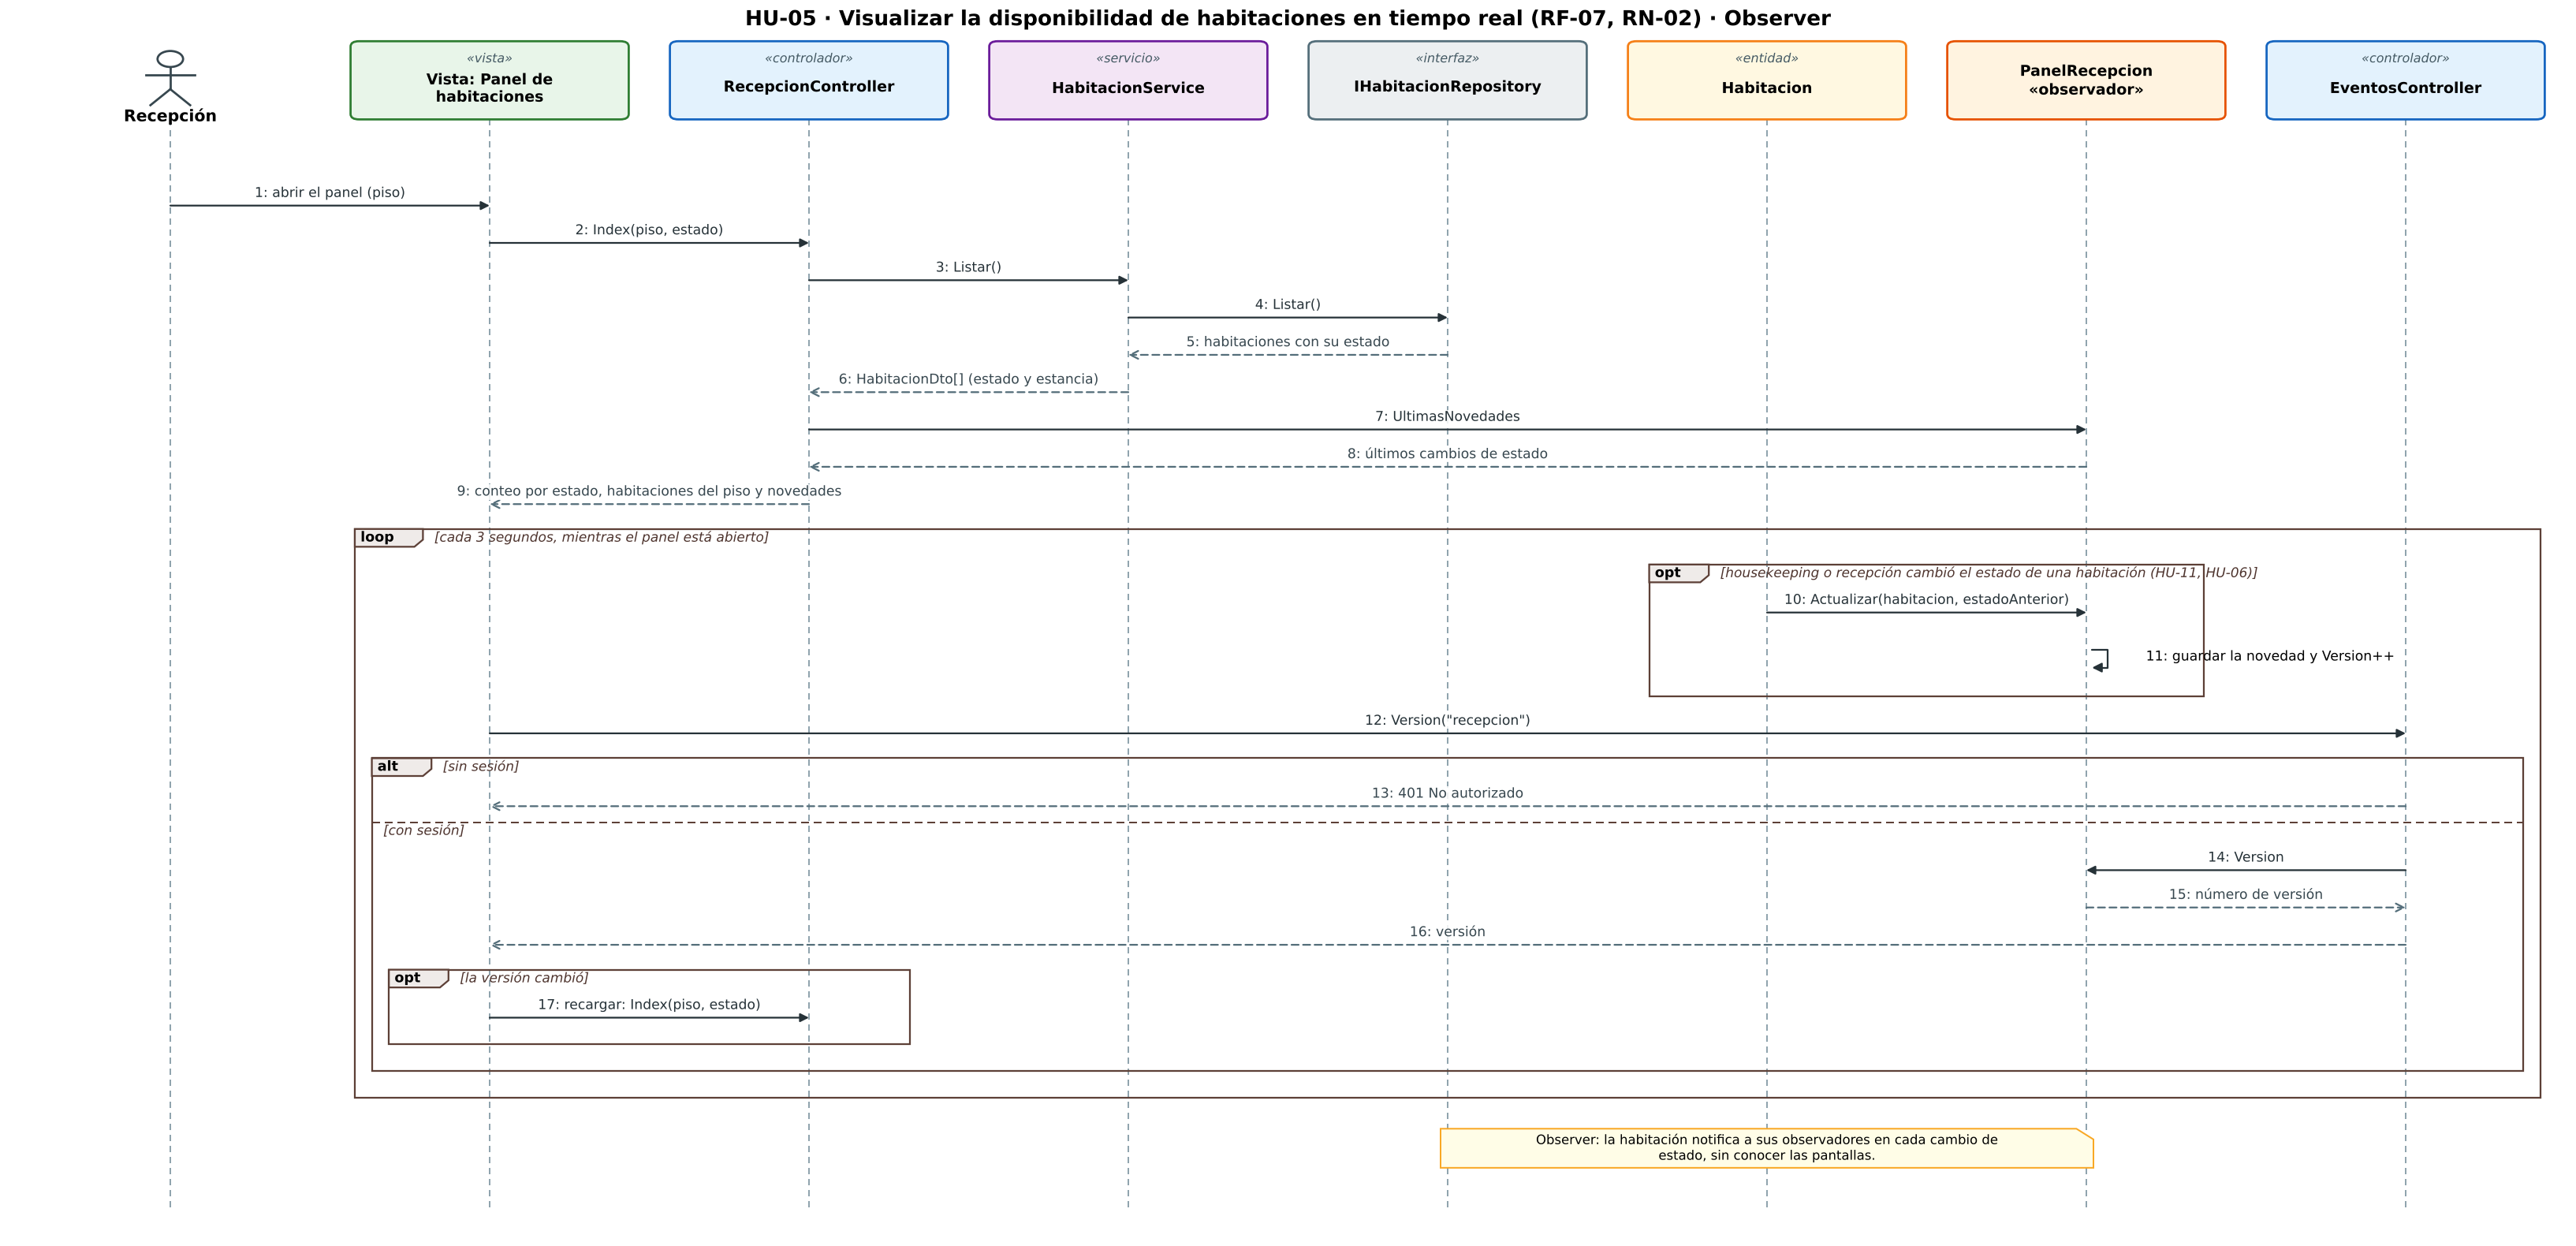 HU-05 · Visualizar la disponibilidad de habitaciones en tiempo real (RF-07, RN-02) · Observer
Recepción
«vista»
Vista: Panel de
habitaciones
«controlador»
RecepcionController
«servicio»
HabitacionService
«interfaz»
IHabitacionRepository
«entidad»
Habitacion
PanelRecepcion
«observador»
«controlador»
EventosController
1: abrir el panel (piso)
2: Index(piso, estado)
3: Listar()
4: Listar()
5: habitaciones con su estado
6: HabitacionDto[] (estado y estancia)
7: UltimasNovedades
8: últimos cambios de estado
9: conteo por estado, habitaciones del piso y novedades
loop [cada 3 segundos, mientras el panel está abierto]
opt [housekeeping o recepción cambió el estado de una habitación (HU-11, HU-06)]
10: Actualizar(habitacion, estadoAnterior)
11: guardar la novedad y Version++
12: Version("recepcion")
alt [sin sesión]
13: 401 No autorizado
[con sesión]
14: Version
15: número de versión
16: versión
opt [la versión cambió]
17: recargar: Index(piso, estado)
Observer: la habitación notifica a sus observadores en cada cambio de
estado, sin conocer las pantallas.